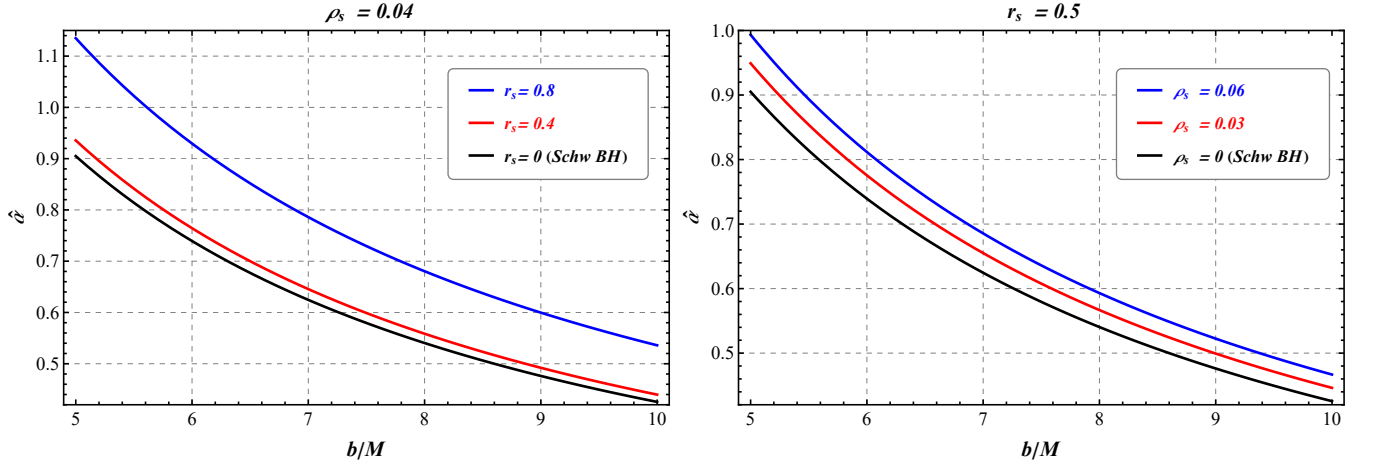 ρₛ = 0.04
1.1
1.0
0.9
0.8
0.7
0.6
0.5
α̂
rₛ = 0.8
rₛ = 0.4
rₛ = 0 (Schw BH)
5 6 7 8 9 10
b/M
rₛ = 0.5
1.0
0.9
0.8
0.7
0.6
0.5
α̂
ρₛ = 0.06
ρₛ = 0.03
ρₛ = 0 (Schw BH)
5 6 7 8 9 10
b/M